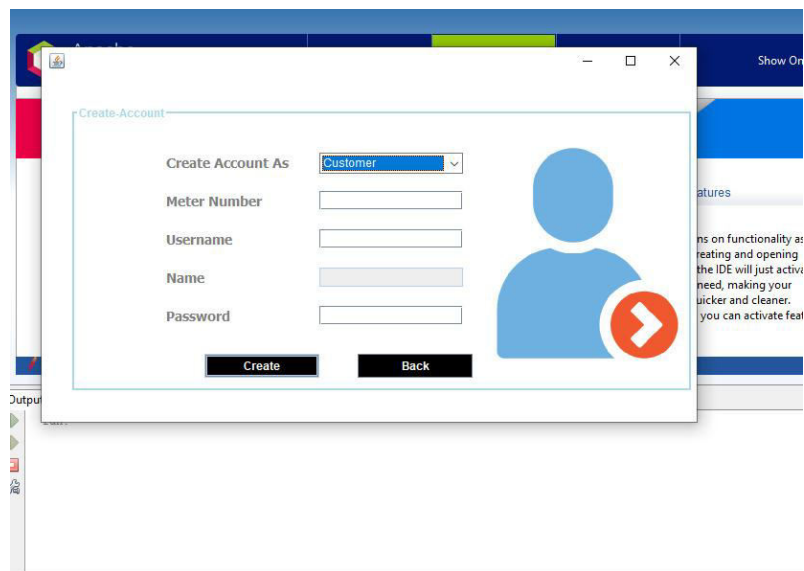 Show On
Create-Account
Create Account As
Customer
Meter Number
atures
Username
ns on functionality as
reating and opening
Name
the IDE will just activa
need, making your
uicker and cleaner.
Password
you can activate feat
Create
Back
Outpu